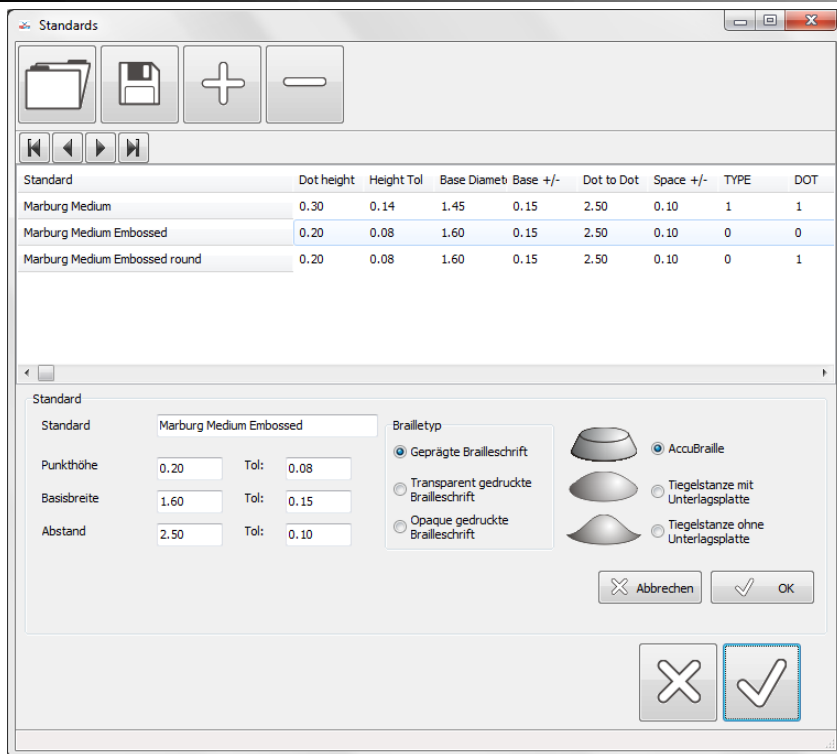 Standards
Standard Dot height Height Tol Base Diamet Base +/- Dot to Dot Space +/- TYPE DOT
Marburg Medium 0.30 0.14 1.45 0.15 2.50 0.10 1 1
Marburg Medium Embossed 0.20 0.08 1.60 0.15 2.50 0.10 0 0
Marburg Medium Embossed round 0.20 0.08 1.60 0.15 2.50 0.10 0 1
Standard
Standard Marburg Medium Embossed
Punkthöhe 0.20 Tol: 0.08
Basisbreite 1.60 Tol: 0.15
Abstand 2.50 Tol: 0.10
Brailletyp
Geprägte Brailleschrift
Transparent gedruckte
Brailleschrift
Opaque gedruckte
Brailleschrift
AccuBraille
Tiegelstanze mit
Unterlagsplatte
Tiegelstanze ohne
Unterlagsplatte
Abbrechen OK